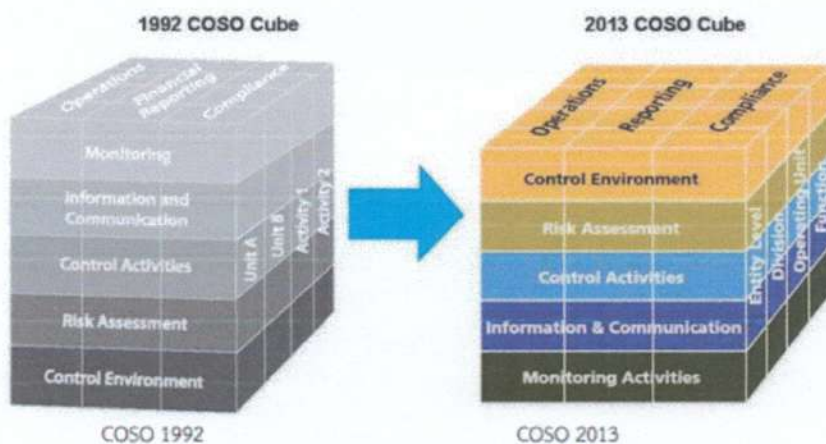 1992 COSO Cube
2013 COSO Cube
Operations
Financial
Reporting
Compliance
Monitoring
Information and
Communication
Control Activities
Risk Assessment
Control Environment
Unit A
Unit B
Activity 1
Activity 2
COSO 1992
Operations
Reporting
Compliance
Control Environment
Risk Assessment
Control Activities
Information & Communication
Monitoring Activities
Entity Level
Division
Operating Unit
Function
COSO 2013